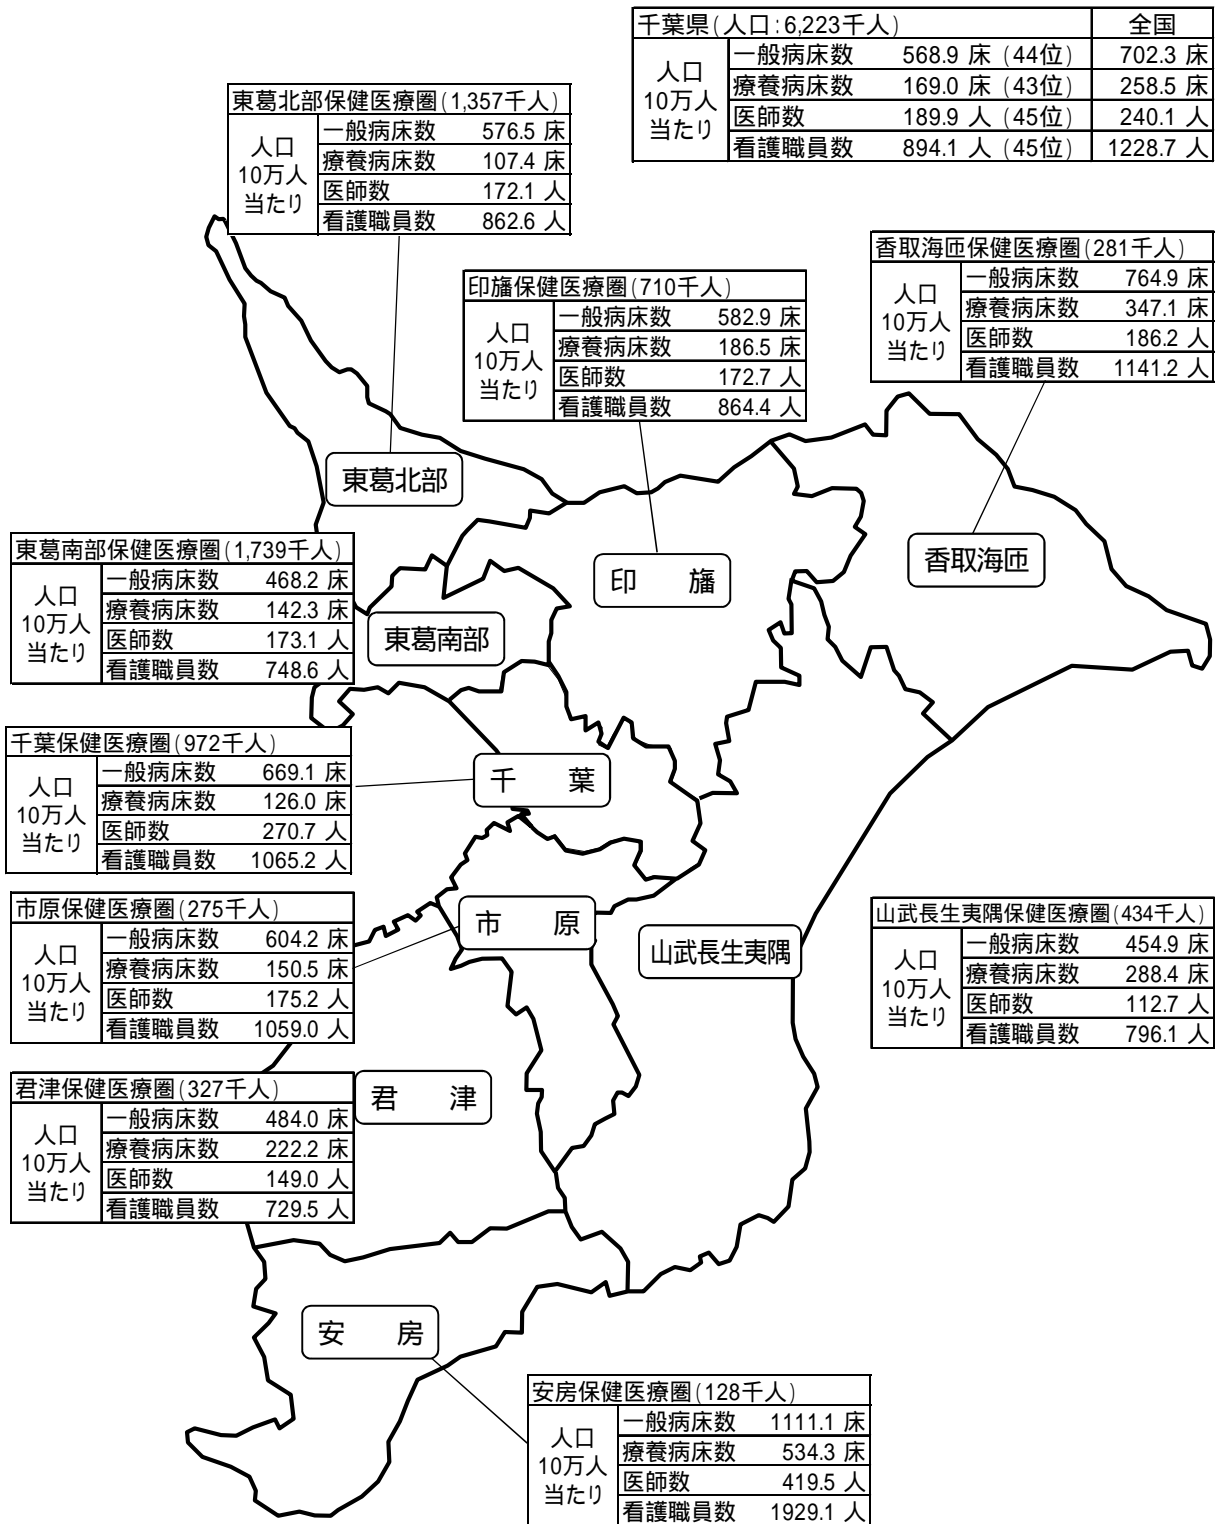 千葉県(人口:6,223千人) 全国
人口10万人当たり
一般病床数 568.9 床 (44位) 702.3 床
療養病床数 169.0 床 (43位) 258.5 床
医師数 189.9 人 (45位) 240.1 人
看護職員数 894.1 人 (45位) 1228.7 人
東葛北部保健医療圏(1,357千人)
人口10万人当たり
一般病床数 576.5 床
療養病床数 107.4 床
医師数 172.1 人
看護職員数 862.6 人
香取海匝保健医療圏(281千人)
人口10万人当たり
一般病床数 764.9 床
療養病床数 347.1 床
医師数 186.2 人
看護職員数 1141.2 人
印旛保健医療圏(710千人)
人口10万人当たり
一般病床数 582.9 床
療養病床数 186.5 床
医師数 172.7 人
看護職員数 864.4 人
東葛北部
香取海匝
印 旛
東葛南部保健医療圏(1,739千人)
人口10万人当たり
一般病床数 468.2 床
療養病床数 142.3 床
医師数 173.1 人
看護職員数 748.6 人
東葛南部
千葉保健医療圏(972千人)
人口10万人当たり
一般病床数 669.1 床
療養病床数 126.0 床
医師数 270.7 人
看護職員数 1065.2 人
千 葉
市原保健医療圏(275千人)
人口10万人当たり
一般病床数 604.2 床
療養病床数 150.5 床
医師数 175.2 人
看護職員数 1059.0 人
市 原
山武長生夷隅
山武長生夷隅保健医療圏(434千人)
人口10万人当たり
一般病床数 454.9 床
療養病床数 288.4 床
医師数 112.7 人
看護職員数 796.1 人
君津保健医療圏(327千人)
人口10万人当たり
一般病床数 484.0 床
療養病床数 222.2 床
医師数 149.0 人
看護職員数 729.5 人
君 津
安 房
安房保健医療圏(128千人)
人口10万人当たり
一般病床数 1111.1 床
療養病床数 534.3 床
医師数 419.5 人
看護職員数 1929.1 人